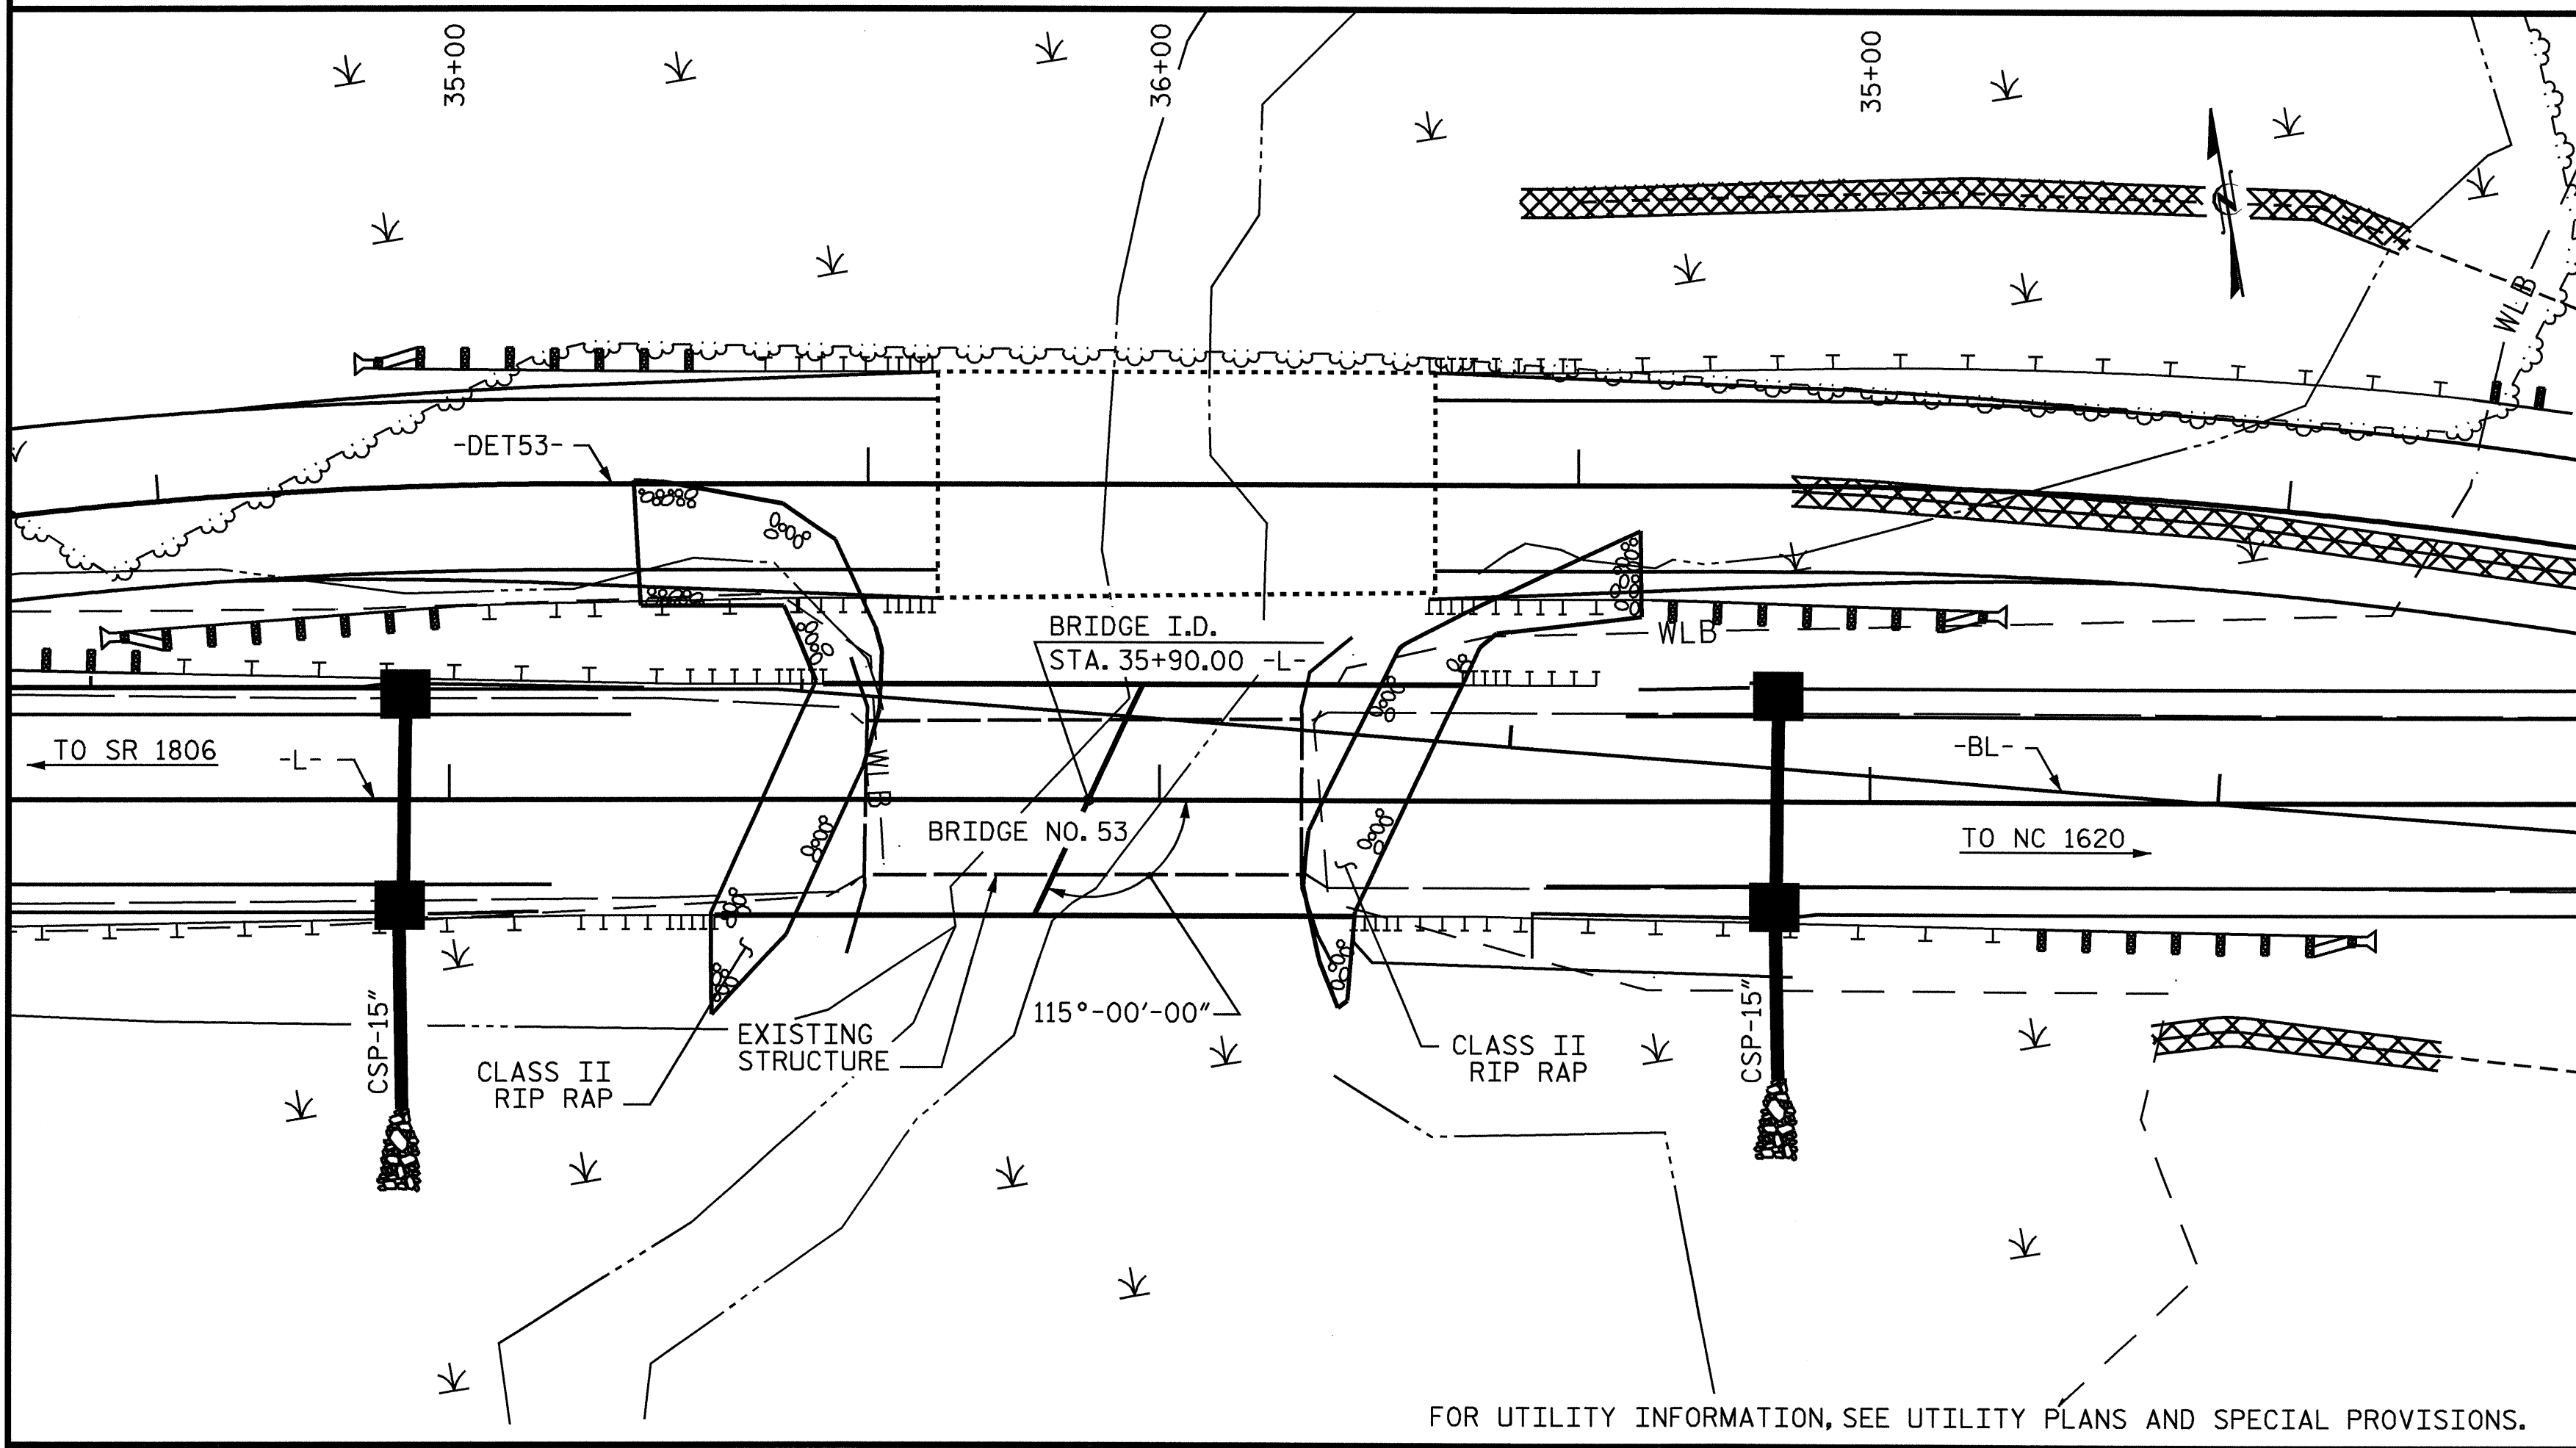 35+00
36+00
35+00
WLB
-DET53-
BRIDGE I.D.
STA. 35+90.00 -L-
WLB
TO SR 1806
-L-
WLB
-BL-
BRIDGE NO. 53
TO NC 1620
CSP-15"
115°-00'-00"
CSP-15"
EXISTING
STRUCTURE
CLASS II
RIP RAP
CLASS II
RIP RAP
FOR UTILITY INFORMATION, SEE UTILITY PLANS AND SPECIAL PROVISIONS.